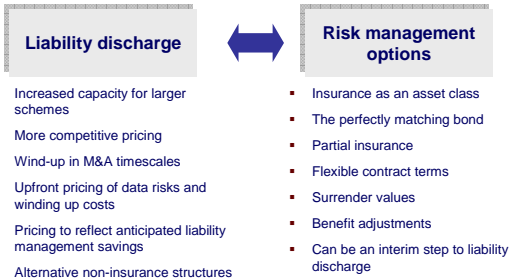 Liability discharge
Increased capacity for larger
schemes
More competitive pricing
Wind-up in M&A timescales
Upfront pricing of data risks and
winding up costs
Pricing to reflect anticipated liability
management savings
Alternative non-insurance structures
Risk management
options
▪ Insurance as an asset class
▪ The perfectly matching bond
▪ Partial insurance
▪ Flexible contract terms
▪ Surrender values
▪ Benefit adjustments
▪ Can be an interim step to liability
discharge